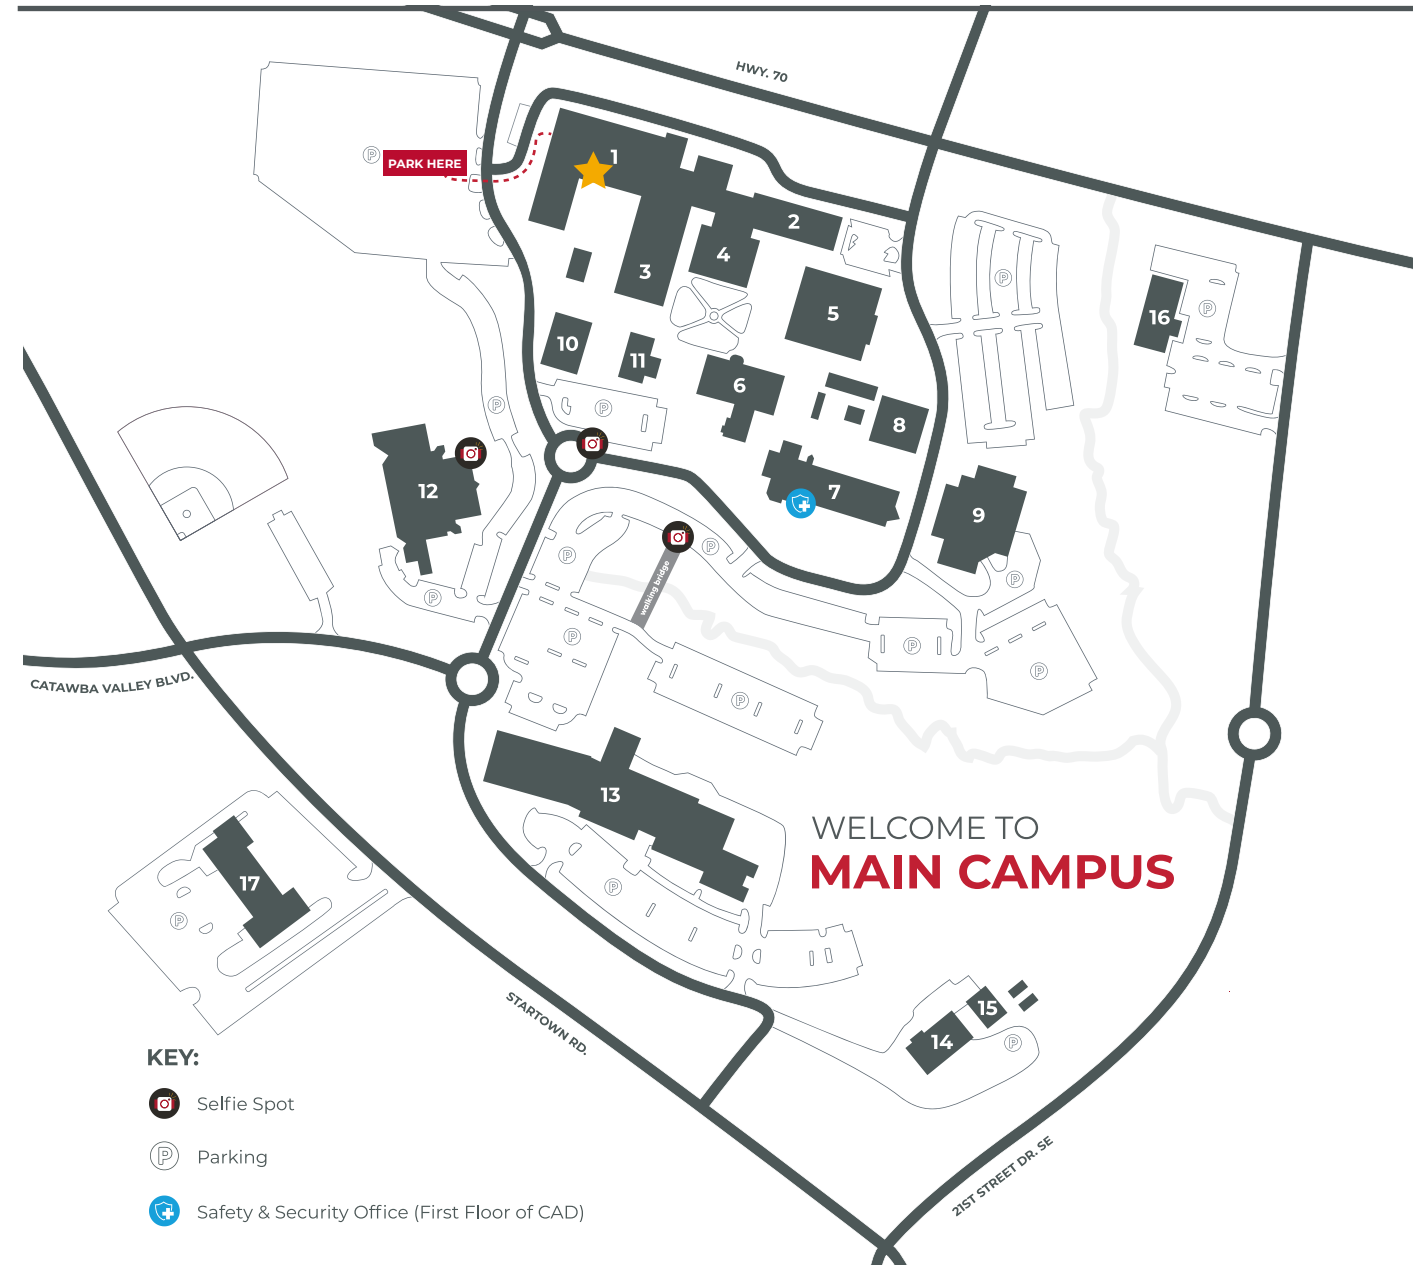 HWY. 70
P
PARK HERE
1
2
3
4
5
6
7
8
9
10
11
12
16
P
P
P
P
P
P
P
P
walking bridge
P
P
P
P
P
CATAWBA VALLEY BLVD.
13
WELCOME TO
MAIN CAMPUS
17
P
P
STARTOWN RD.
15
14
P
21ST STREET DR. SE
KEY:
Selfie Spot
P
Parking
Safety & Security Office (First Floor of CAD)